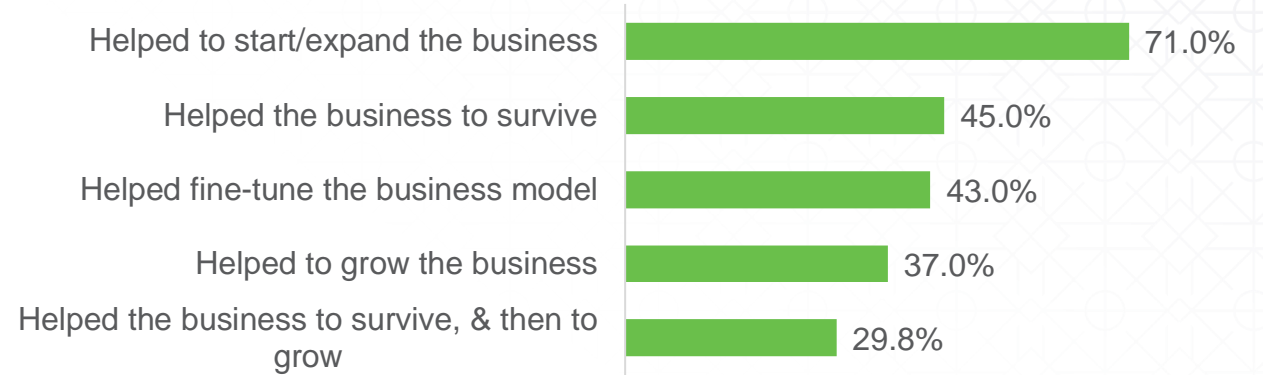 Helped to start/expand the business 71.0%
Helped the business to survive 45.0%
Helped fine-tune the business model 43.0%
Helped to grow the business 37.0%
Helped the business to survive, & then to
grow 29.8%